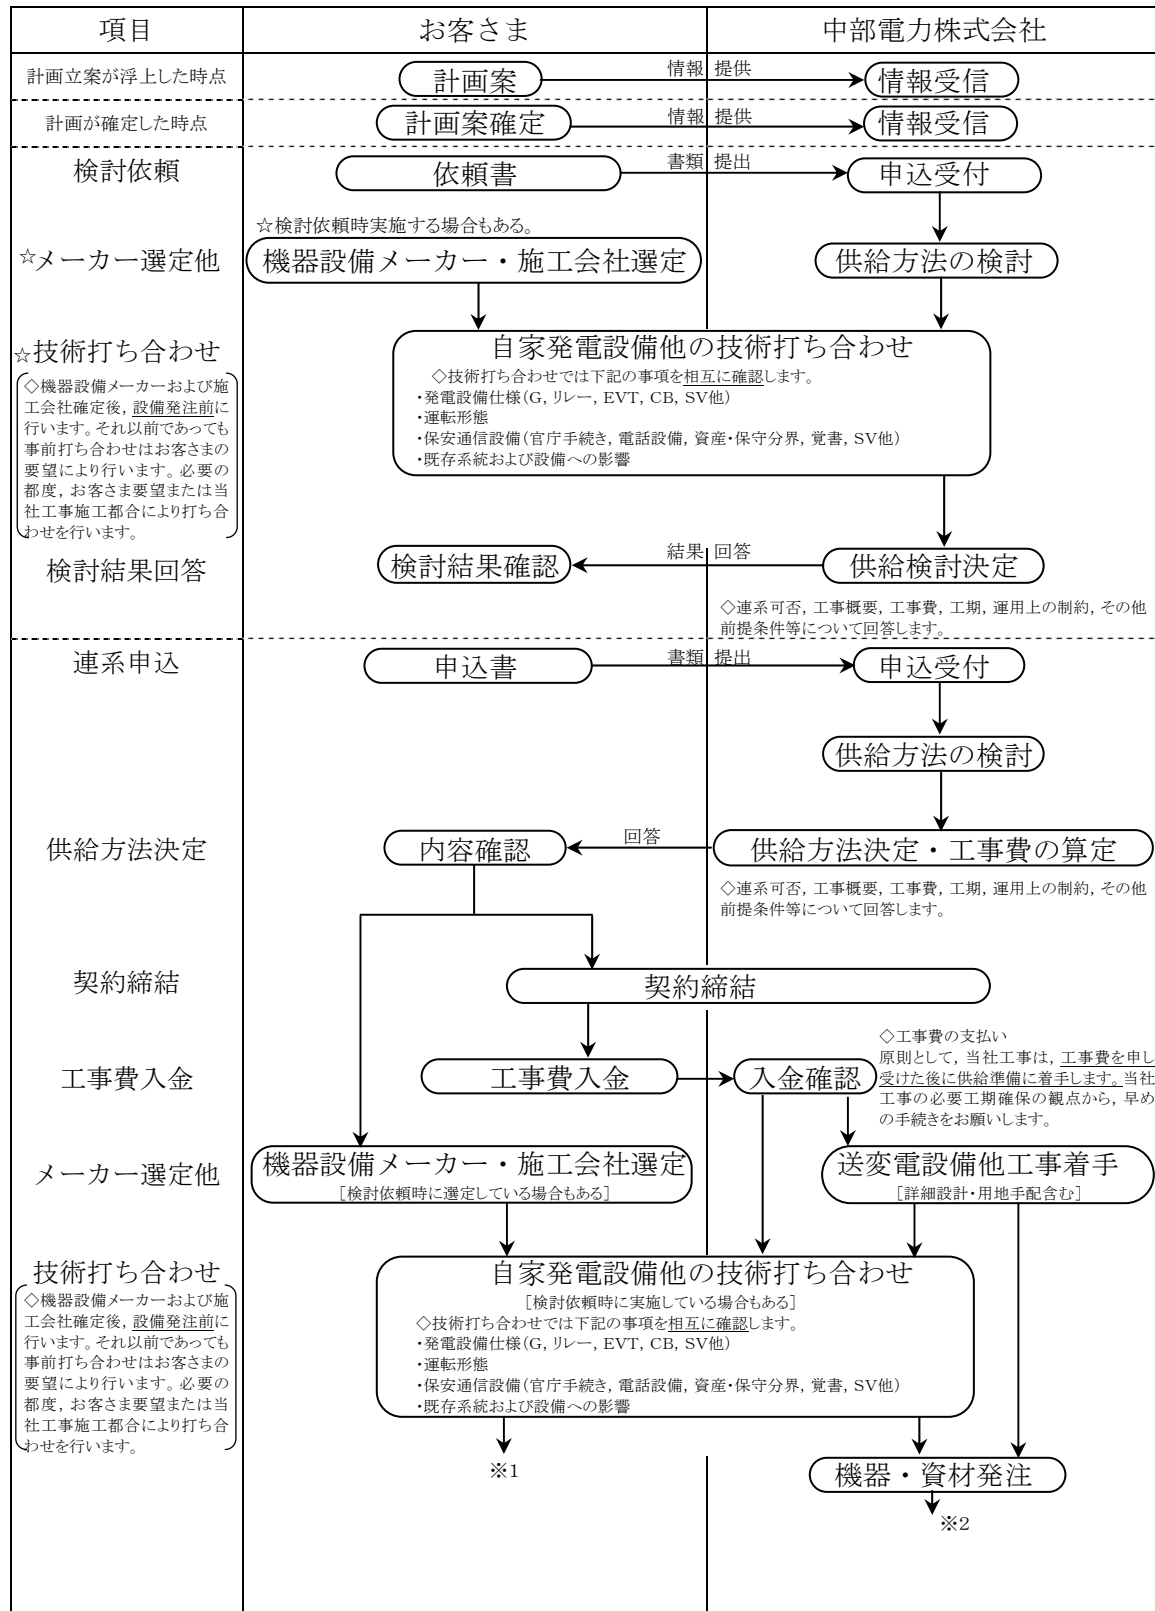 項目
お客さま
中部電力株式会社
計画立案が浮上した時点
計画案
情報 提供
情報受信
計画が確定した時点
計画案確定
情報 提供
情報受信
検討依頼
依頼書
書類 提出
申込受付
☆検討依頼時実施する場合もある。
☆メーカー選定他
機器設備メーカー・施工会社選定
供給方法の検討
☆技術打ち合わせ
◇機器設備メーカーおよび施
工会社確定後，設備発注前に
行います。それ以前であっても
事前打ち合わせはお客さまの
要望により行います。必要の
都度，お客さま要望または当
社工事施工都合により打ち合
わせを行います。
自家発電設備他の技術打ち合わせ
◇技術打ち合わせでは下記の事項を相互に確認します。
・発電設備仕様（G，リレー，EVT，CB，SV他）
・運転形態
・保安通信設備（官庁手続き，電話設備，資産・保守分界，覚書，SV他）
・既存系統および設備への影響
検討結果回答
検討結果確認
結果 回答
供給検討決定
◇連系可否，工事概要，工事費，工期，運用上の制約，その他
前提条件等について回答します。
連系申込
申込書
書類 提出
申込受付
供給方法の検討
供給方法決定
内容確認
回答
供給方法決定・工事費の算定
◇連系可否，工事概要，工事費，工期，運用上の制約，その他
前提条件等について回答します。
契約締結
契約締結
工事費入金
工事費入金
入金確認
◇工事費の支払い
原則として，当社工事は，工事費を申し
受けた後に供給準備に着手します。当社
工事の必要工期確保の観点から，早め
の手続きをお願いします。
メーカー選定他
機器設備メーカー・施工会社選定
［検討依頼時に選定している場合もある］
送変電設備他工事着手
［詳細設計・用地手配含む］
技術打ち合わせ
◇機器設備メーカーおよび施
工会社確定後，設備発注前に
行います。それ以前であっても
事前打ち合わせはお客さまの
要望により行います。必要の
都度，お客さま要望または当
社工事施工都合により打ち合
わせを行います。
自家発電設備他の技術打ち合わせ
［検討依頼時に実施している場合もある］
◇技術打ち合わせでは下記の事項を相互に確認します。
・発電設備仕様（G，リレー，EVT，CB，SV他）
・運転形態
・保安通信設備（官庁手続き，電話設備，資産・保守分界，覚書，SV他）
・既存系統および設備への影響
※1
機器・資材発注
※2